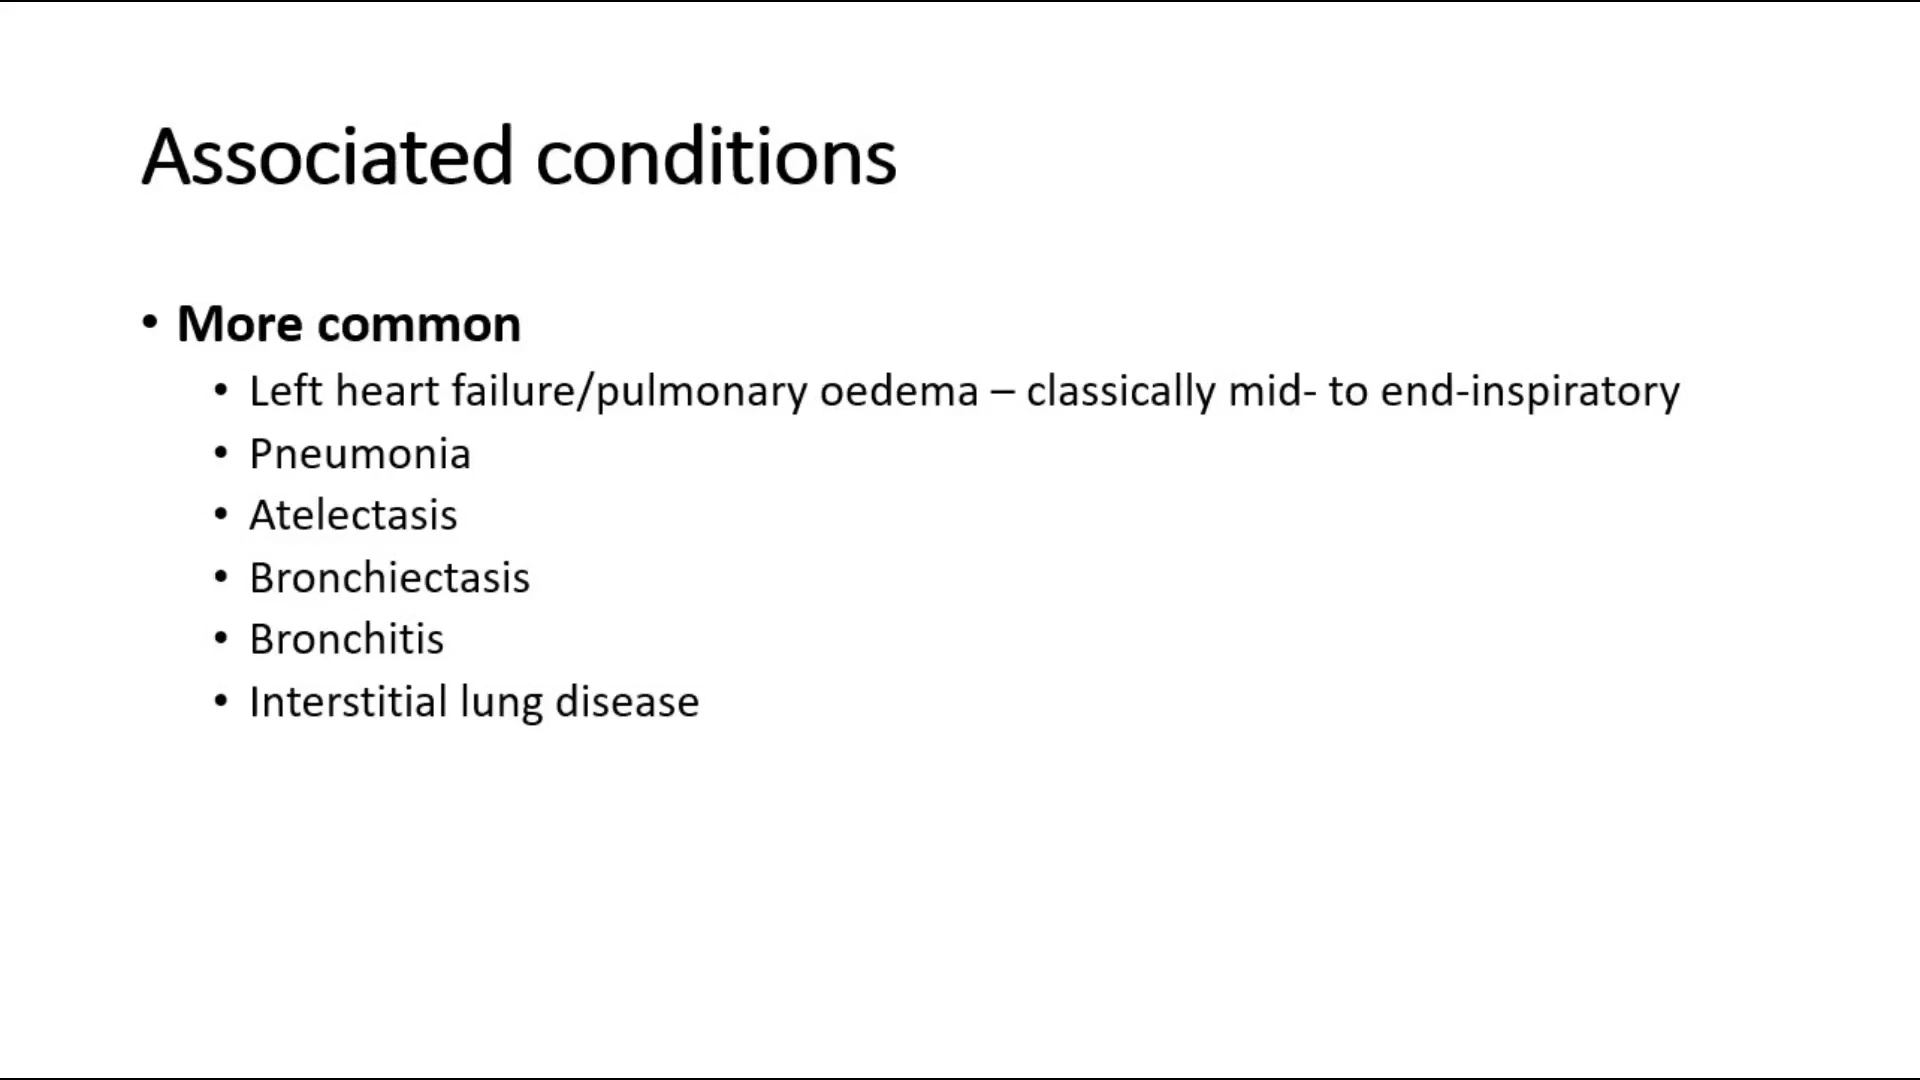 Associated conditions
• More common
• Left heart failure/pulmonary oedema – classically mid- to end-inspiratory
• Pneumonia
• Atelectasis
• Bronchiectasis
• Bronchitis
• Interstitial lung disease